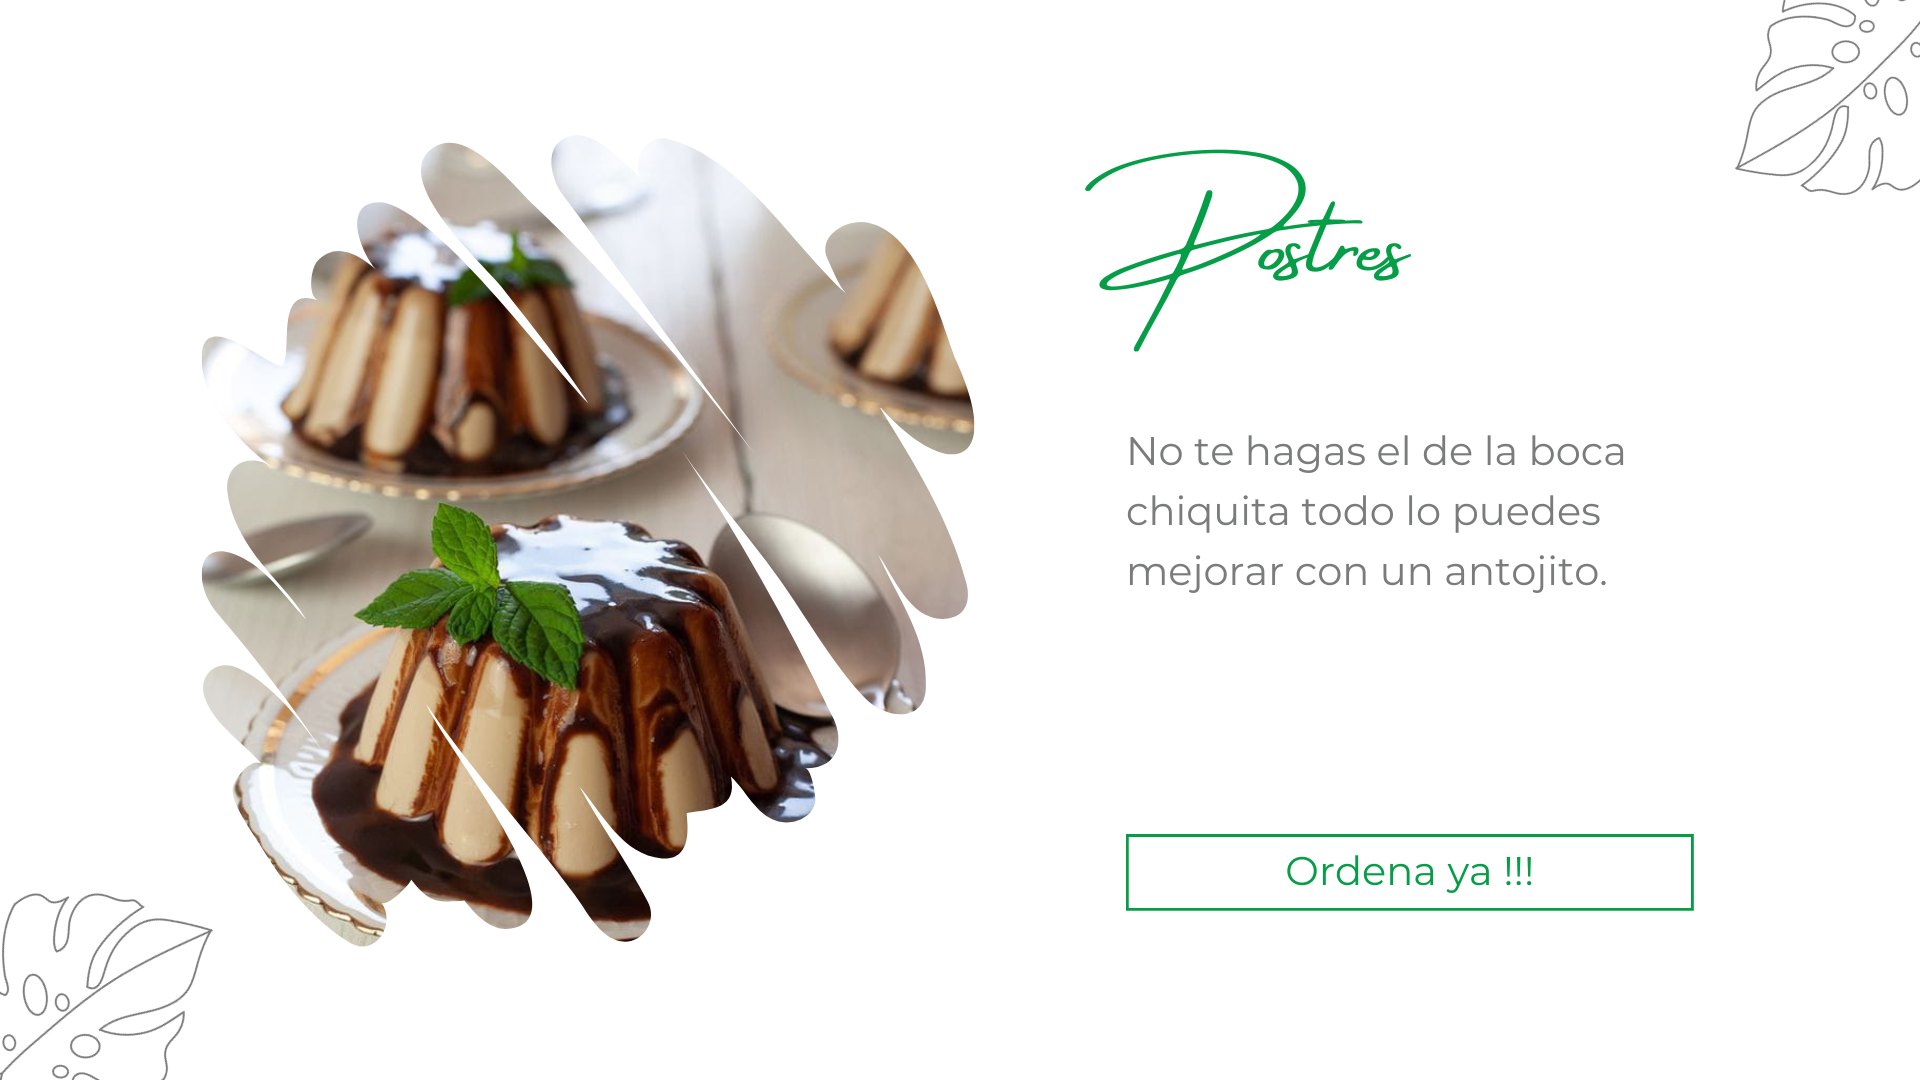 Postres
No te hagas el de la boca
chiquita todo lo puedes
mejorar con un antojito.
Ordena ya !!!